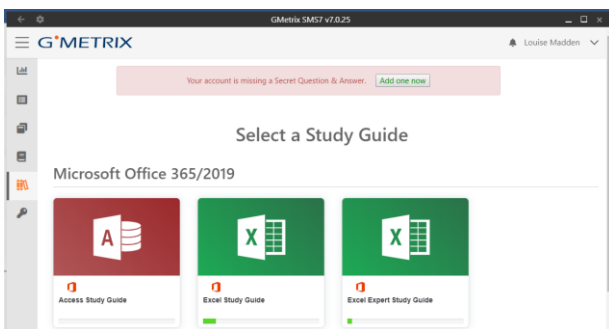 GMetrix SMS7 v7.0.25
G*METRIX
Louise Madden
Your account is missing a Secret Question & Answer. Add one now
Select a Study Guide
Microsoft Office 365/2019
A
X
X
Access Study Guide
Excel Study Guide
Excel Expert Study Guide